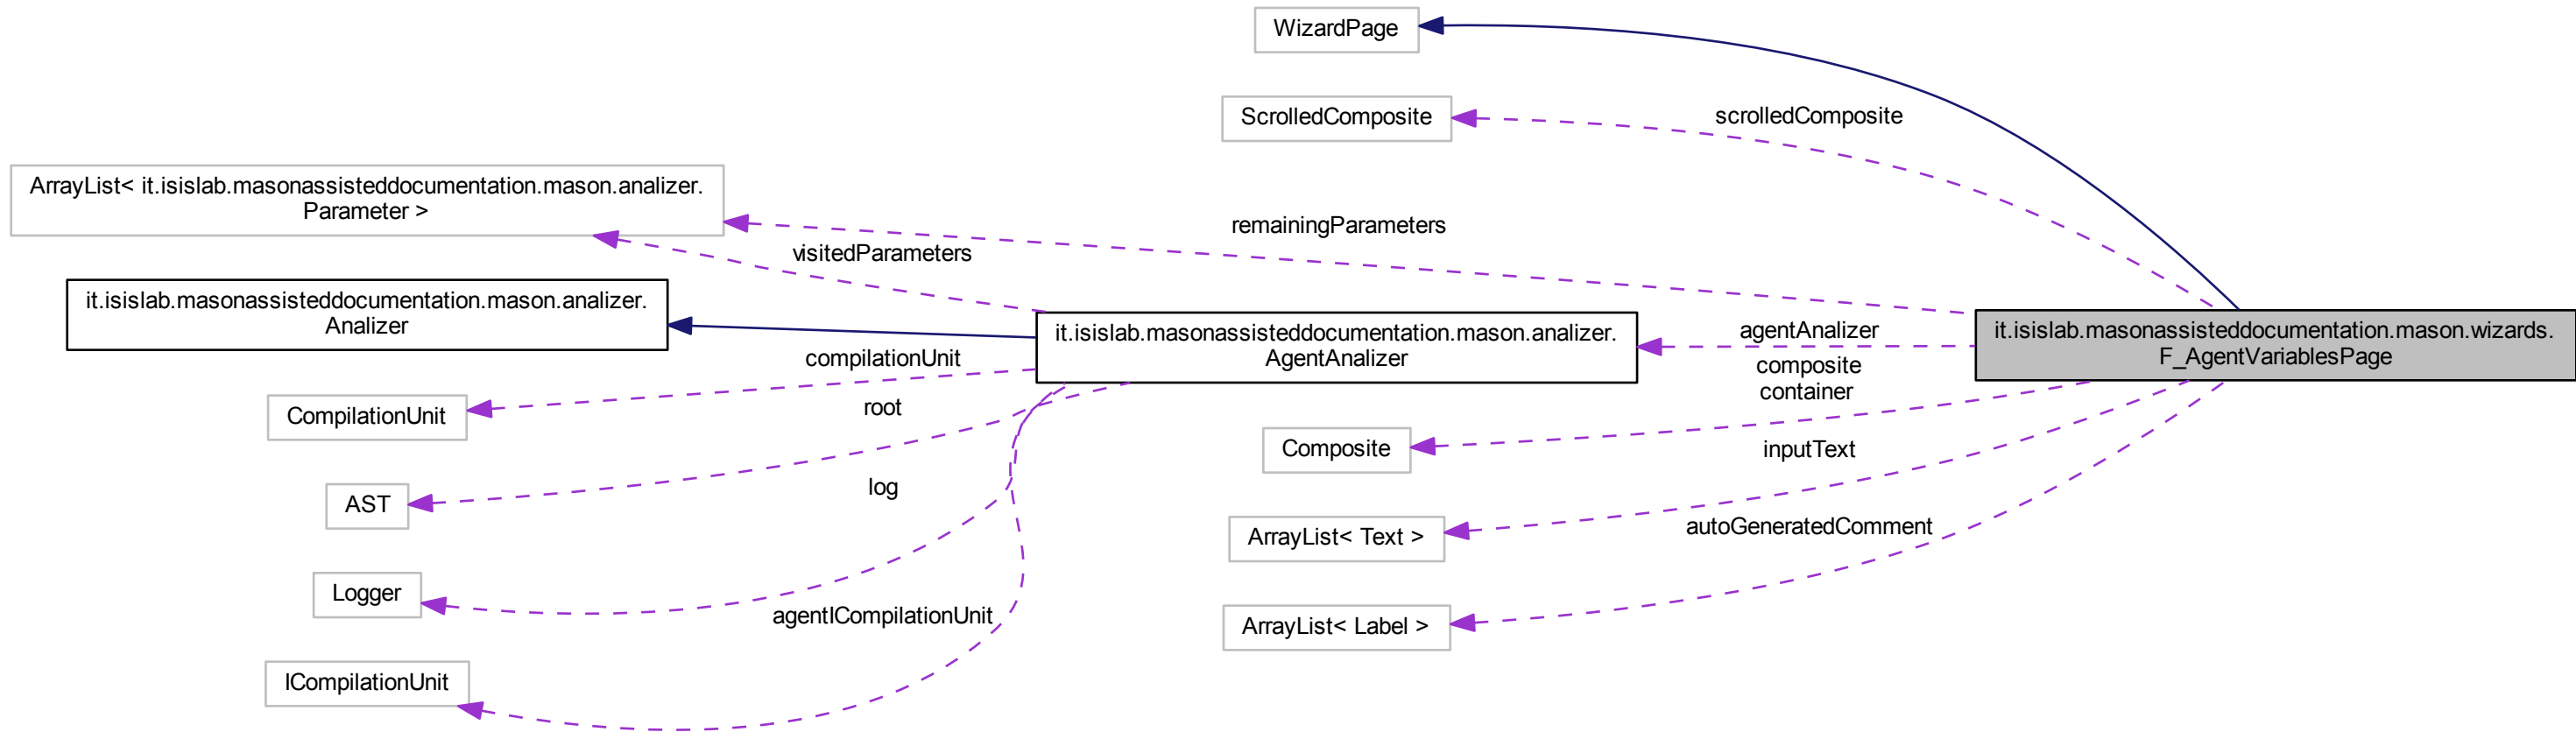 WizardPage
ScrolledComposite
scrolledComposite
ArrayList< it.isislab.masonassisteddocumentation.mason.analizer.
Parameter >
remainingParameters
visitedParameters
it.isislab.masonassisteddocumentation.mason.analizer.
Analizer
it.isislab.masonassisteddocumentation.mason.analizer.
AgentAnalizer
agentAnalizer
it.isislab.masonassisteddocumentation.mason.wizards.
F_AgentVariablesPage
compilationUnit
composite
container
CompilationUnit
root
Composite
inputText
log
AST
autoGeneratedComment
ArrayList< Text >
Logger
agentICompilationUnit
ArrayList< Label >
ICompilationUnit